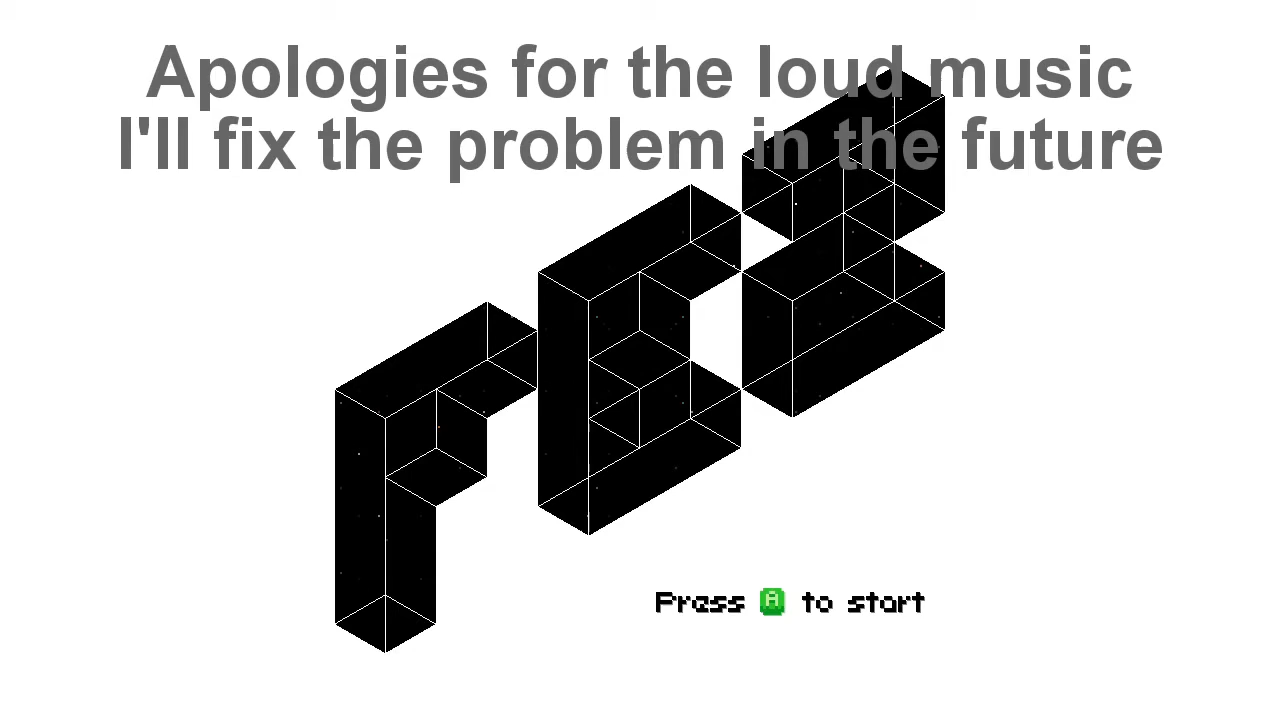 Apologies for the loud music
I'll fix the problem in the future
FEZ
Press A to start